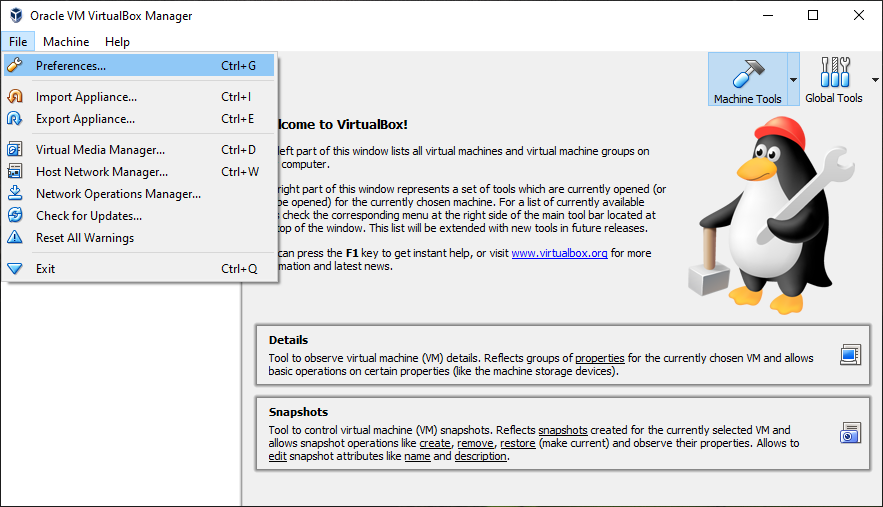 Oracle VM VirtualBox Manager
File Machine Help
Preferences... Ctrl+G
Import Appliance... Ctrl+I
Export Appliance... Ctrl+E
Virtual Media Manager... Ctrl+D
Host Network Manager... Ctrl+W
Network Operations Manager...
Check for Updates...
Reset All Warnings
Exit Ctrl+Q
Machine Tools
Global Tools
lcome to VirtualBox!
left part of this window lists all virtual machines and virtual machine groups on
computer.
right part of this window represents a set of tools which are currently opened (or
be opened) for the currently chosen machine. For a list of currently available
s check the corresponding menu at the right side of the main tool bar located at
top of the window. This list will be extended with new tools in future releases.
can press the F1 key to get instant help, or visit www.virtualbox.org for more
mation and latest news.
Details
Tool to observe virtual machine (VM) details. Reflects groups of properties for the currently chosen VM and allows
basic operations on certain properties (like the machine storage devices).
Snapshots
Tool to control virtual machine (VM) snapshots. Reflects snapshots created for the currently selected VM and
allows snapshot operations like create, remove, restore (make current) and observe their properties. Allows to
edit snapshot attributes like name and description.